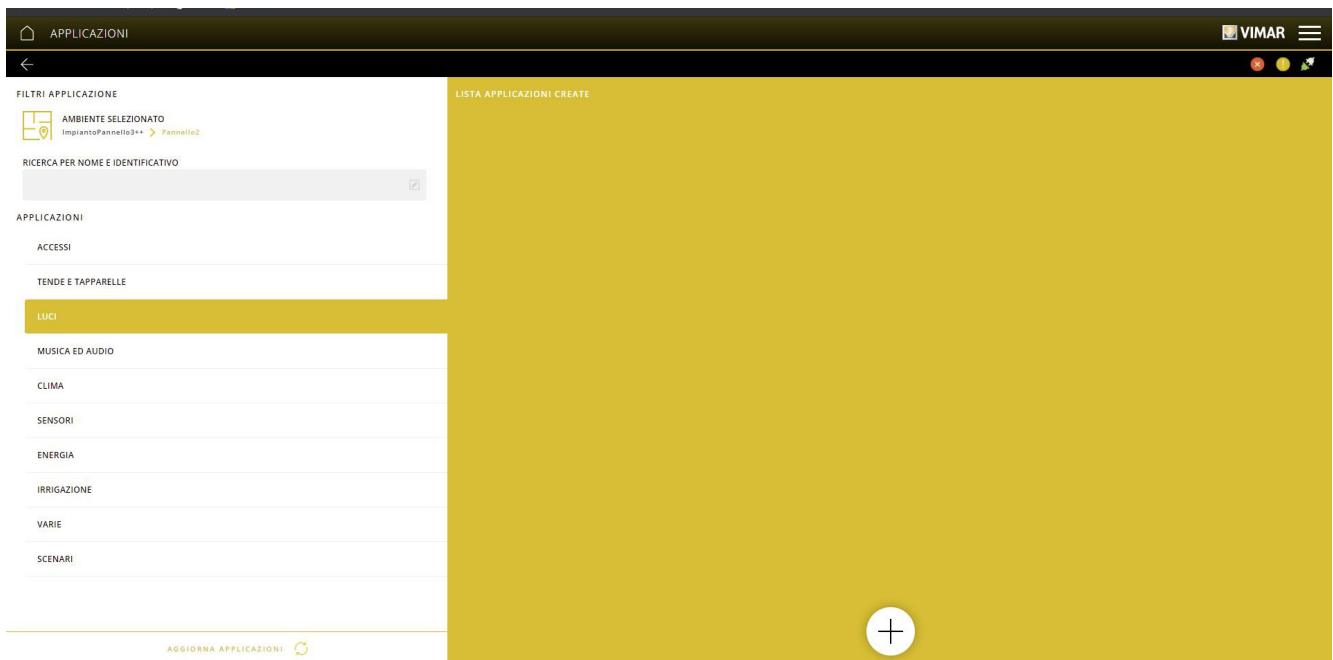 APPLICAZIONI
VIMAR
FILTRI APPLICAZIONE
AMBIENTE SELEZIONATO
ImpiantoPannello3++ > Pannello2
RICERCA PER NOME E IDENTIFICATIVO
APPLICAZIONI
ACCESSI
TENDE E TAPPARELLE
LUCI
MUSICA ED AUDIO
CLIMA
SENSORI
ENERGIA
IRRIGAZIONE
VARIE
SCENARI
AGGIORNA APPLICAZIONI
LISTA APPLICAZIONI CREATE